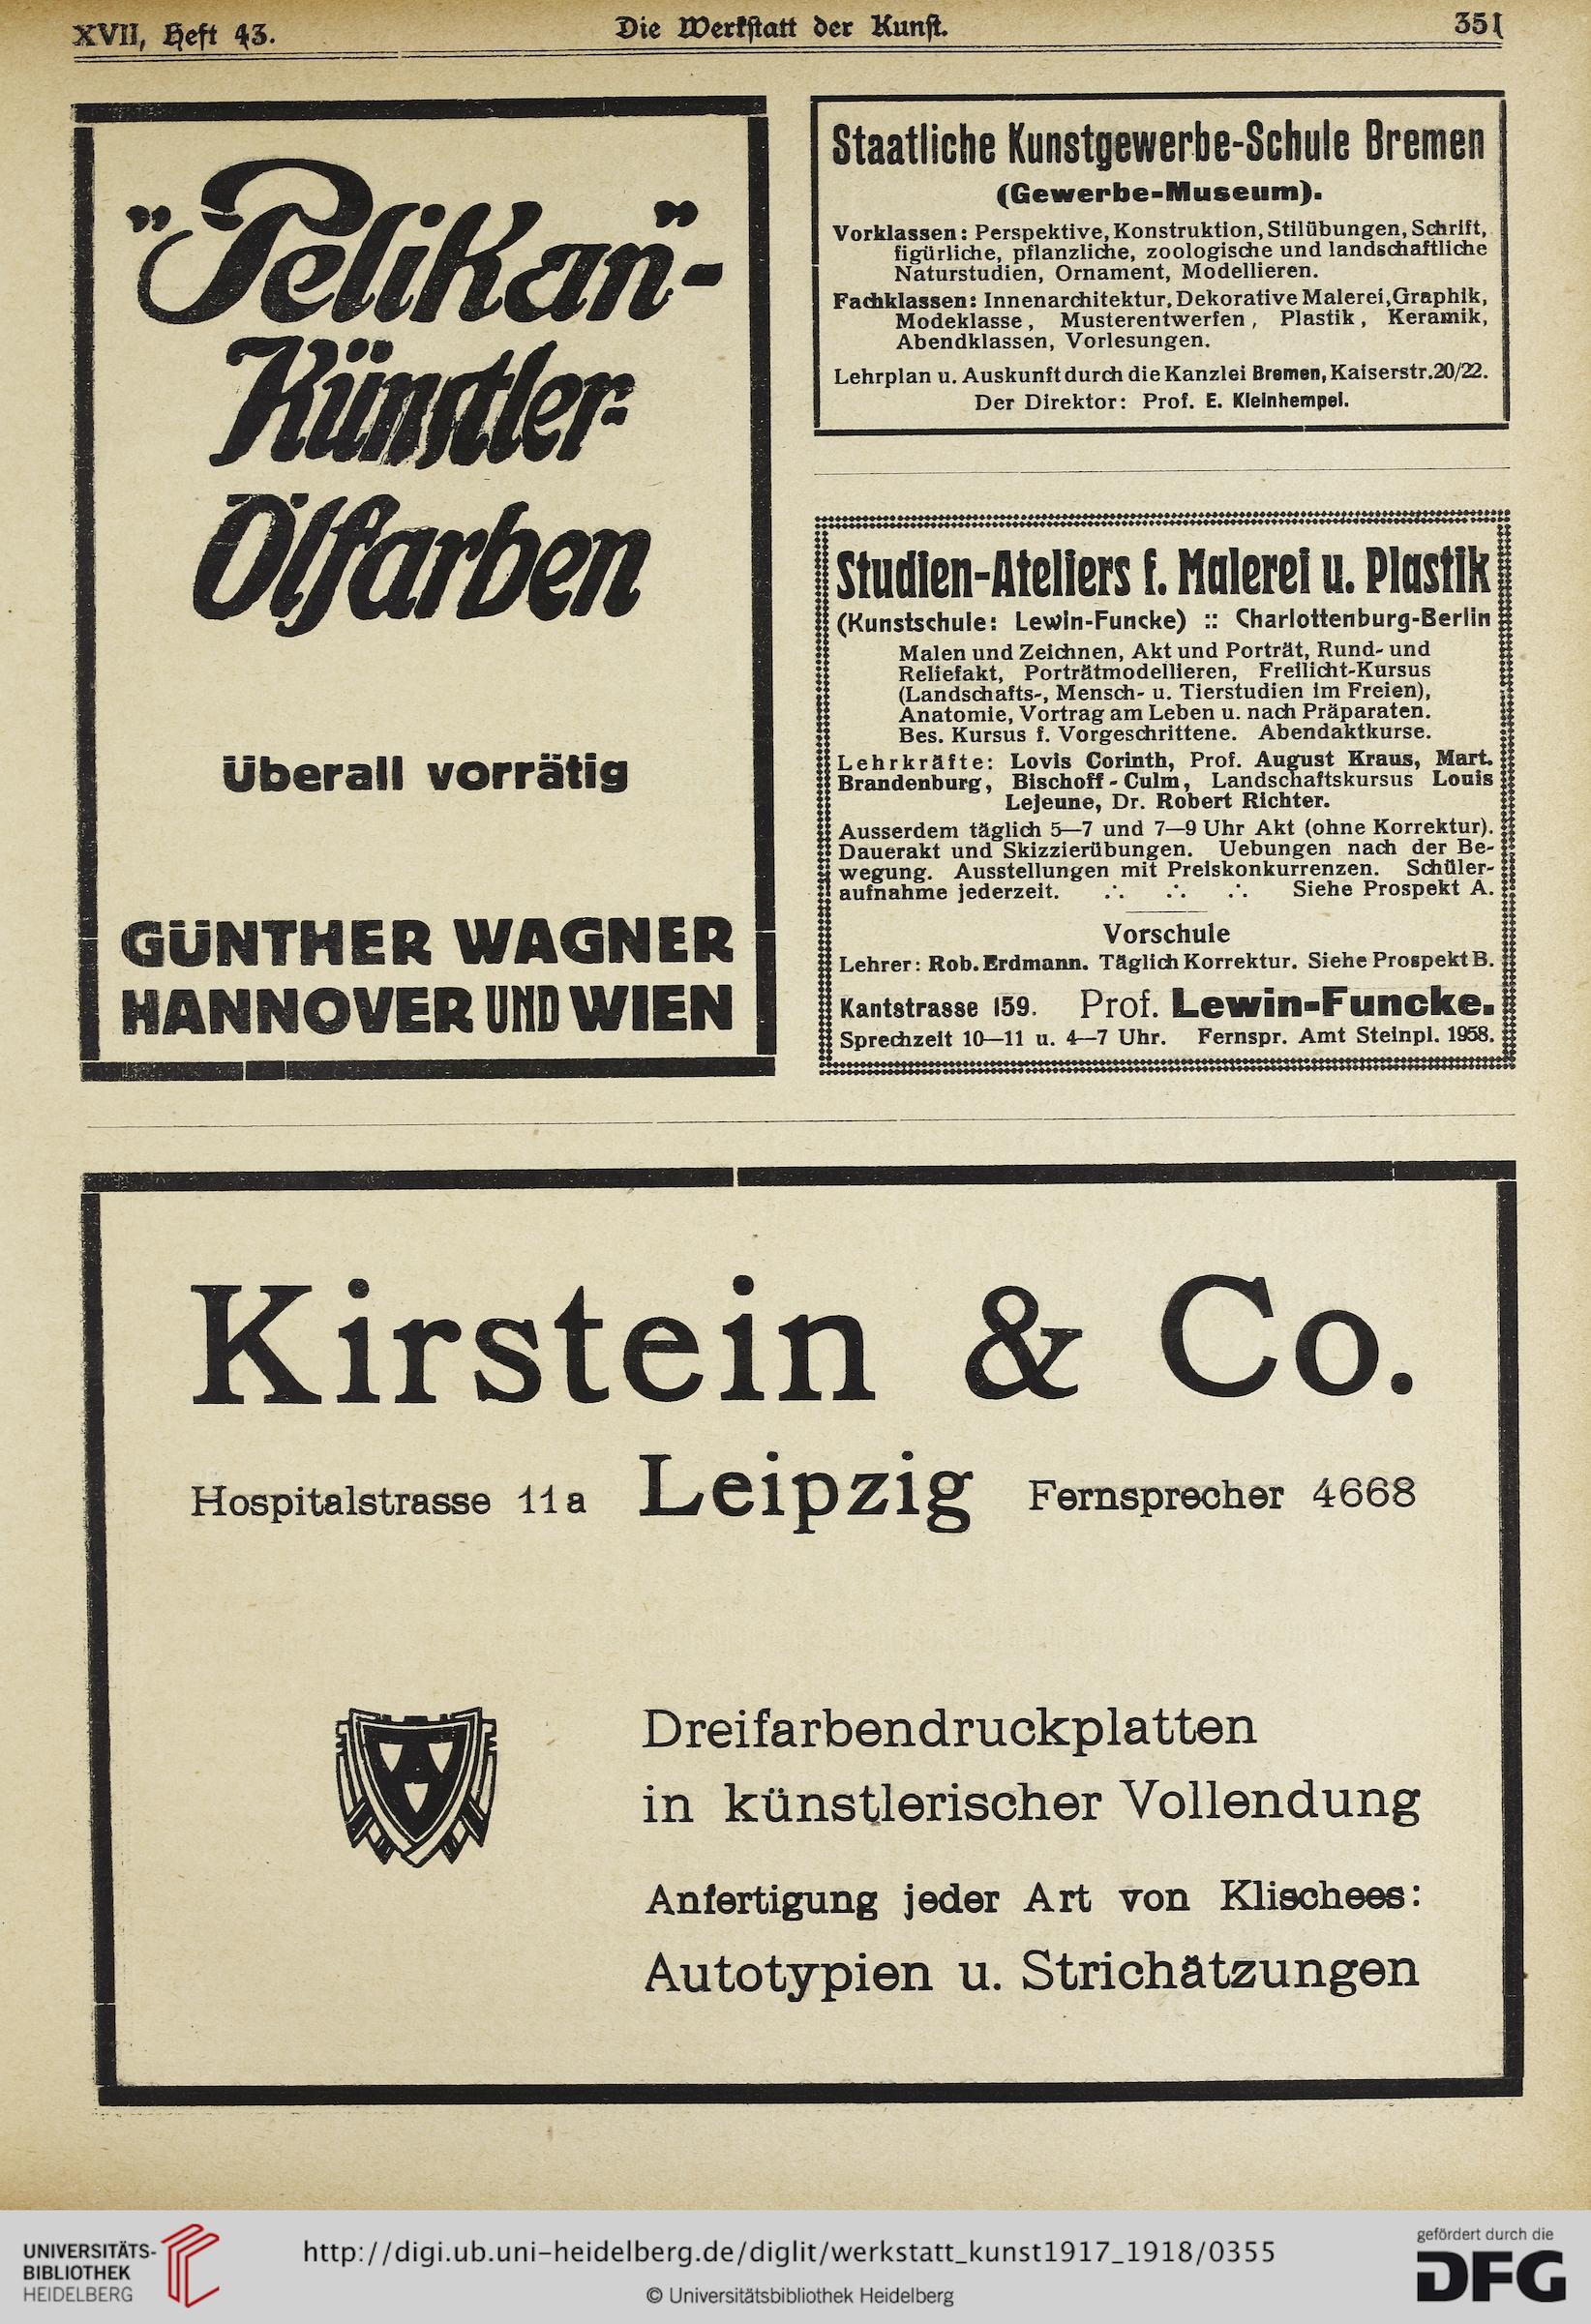 XVII, Heft 43.
Die Werkstatt der Kunst.
351
"Pelikan"-
Künstler-
Ölfarben
Überall vorrätig
GÜNTHER WAGNER
HANNOVER UND WIEN
Staatliche Kunstgewerbe-Schule Bremen
(Gewerbe-Museum).
Vorklassen: Perspektive, Konstruktion, Stilübungen, Schrift,
figürliche, pflanzliche, zoologische und landschaftliche
Naturstudien, Ornament, Modellieren.
Fachklassen: Innenarchitektur, Dekorative Malerei, Graphik,
Modeklasse, Musterentwerfen, Plastik, Keramik,
Abendklassen, Vorlesungen.
Lehrplan u. Auskunft durch die Kanzlei Bremen, Kaiserstr. 20/22.
Der Direktor: Prof. E. Kleinhempel.
Studien-Ateliers f. Malerei u. Plastik
(Kunstschule: Lewin-Funcke) :: Charlottenburg-Berlin
Malen und Zeichnen, Akt und Porträt, Rund- und
Reliefakt, Porträtmodellieren, Freilicht-Kursus
(Landschafts-, Mensch- u. Tierstudien im Freien),
Anatomie, Vortrag am Leben u. nach Präparaten.
Bes. Kursus f. Vorgeschrittene. Abendaktkurse.
Lehrkräfte: Lovis Corinth, Prof. August Kraus, Mart.
Brandenburg, Bischoff-Culm, Landschaftskursus Louis
Lejeune, Dr. Robert Richter.
Ausserdem täglich 5—7 und 7—9 Uhr Akt (ohne Korrektur).
Dauerakt und Skizzierübungen. Uebungen nach der Be-
wegung. Ausstellungen mit Preiskonkurrenzen. Schüler-
aufnahme jederzeit. ∴ ∴ ∴ Siehe Prospekt A.
Vorschule
Lehrer: Rob. Erdmann. Täglich Korrektur. Siehe Prospekt B.
Kantstrasse 159. Prof. Lewin-Funcke.
Sprechzeit 10—11 u. 4—7 Uhr. Fernspr. Amt Steinpl. 1958.
Kirstein & Co.
Hospitalstrasse 11a Leipzig Fernsprecher 4668
Dreifarbendruckplatten
in künstlerischer Vollendung
Anfertigung jeder Art von Klischees:
Autotypien u. Strichätzungen
UNIVERSITÄTS-
BIBLIOTHEK
HEIDELBERG
http://digi.ub.uni-heidelberg.de/diglit/werkstatt_kunst1917_1918/0355
© Universitätsbibliothek Heidelberg
gefördert durch die
DFG